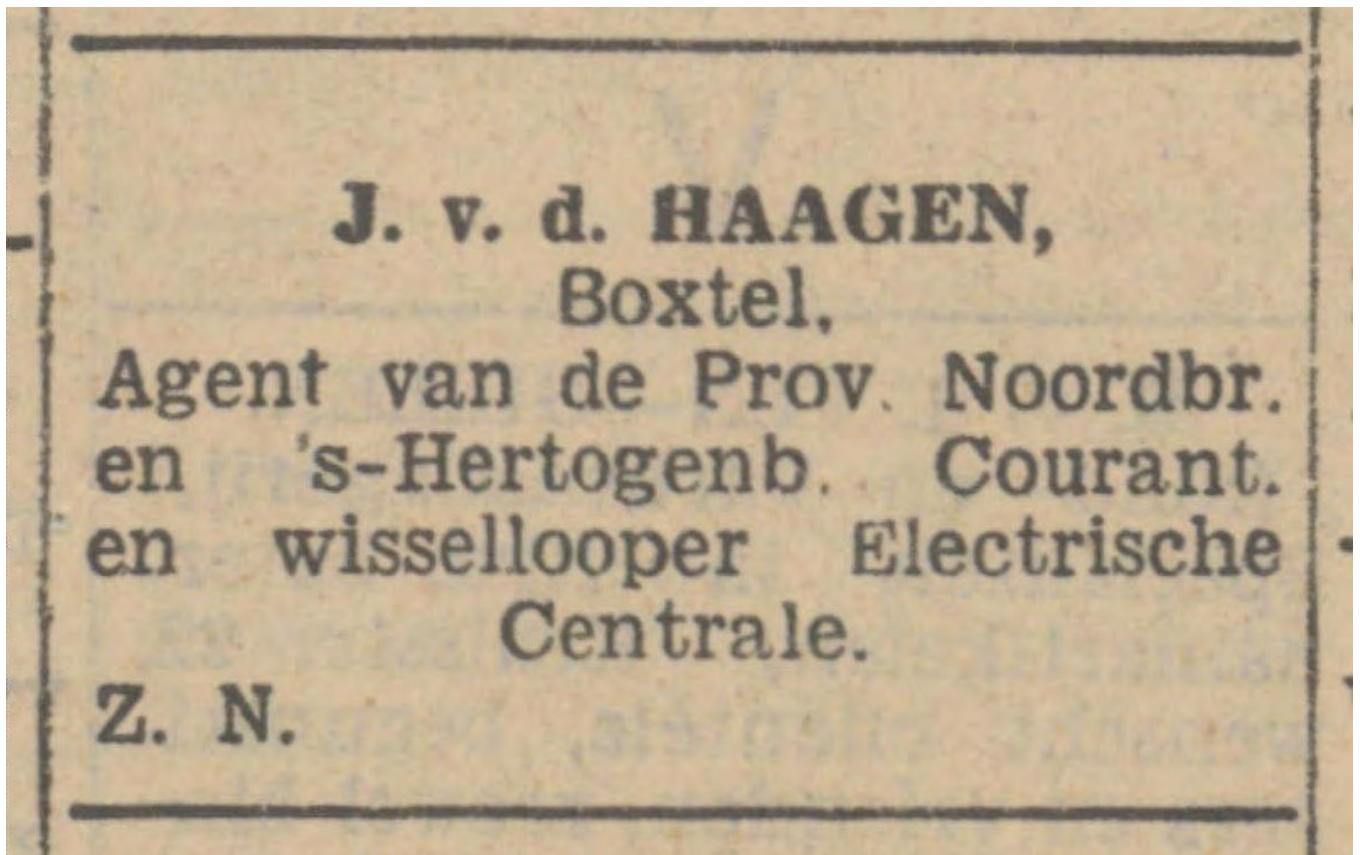 J. v. d. HAAGEN,
Boxtel,
Agent van de Prov. Noordbr.
en 's-Hertogenb. Courant.
en wissellooper Electrische
Centrale.
Z. N.